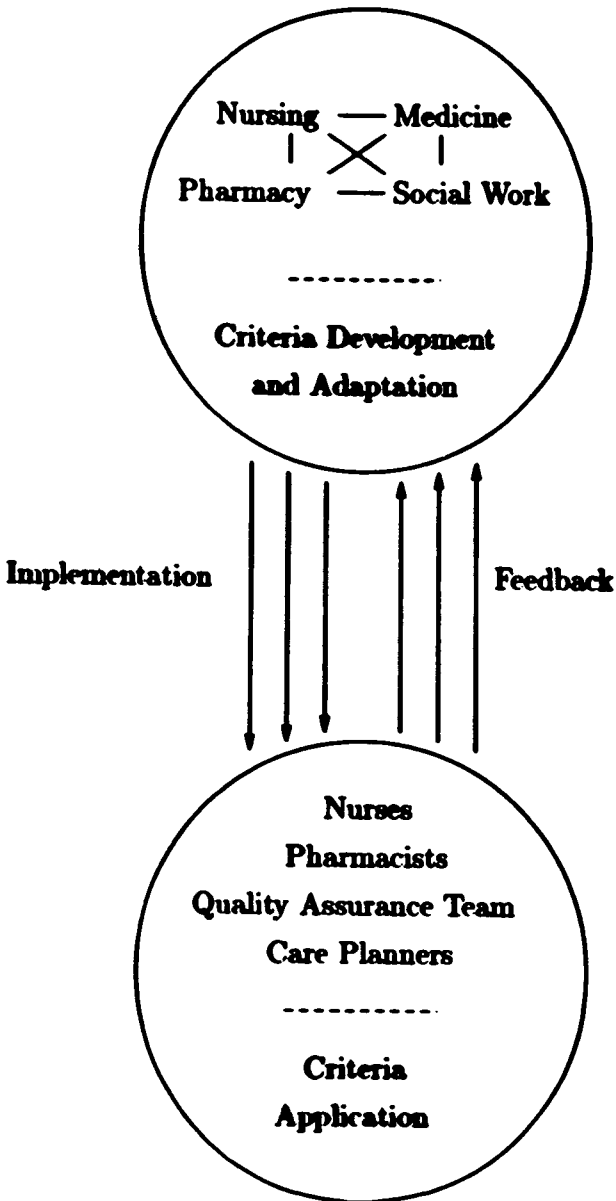 Nursing Medicine
Pharmacy Social Work
Criteria Development
and Adaptation
Implementation
Feedback
Nurses
Pharmacists
Quality Assurance Team
Care Planners
Criteria
Application